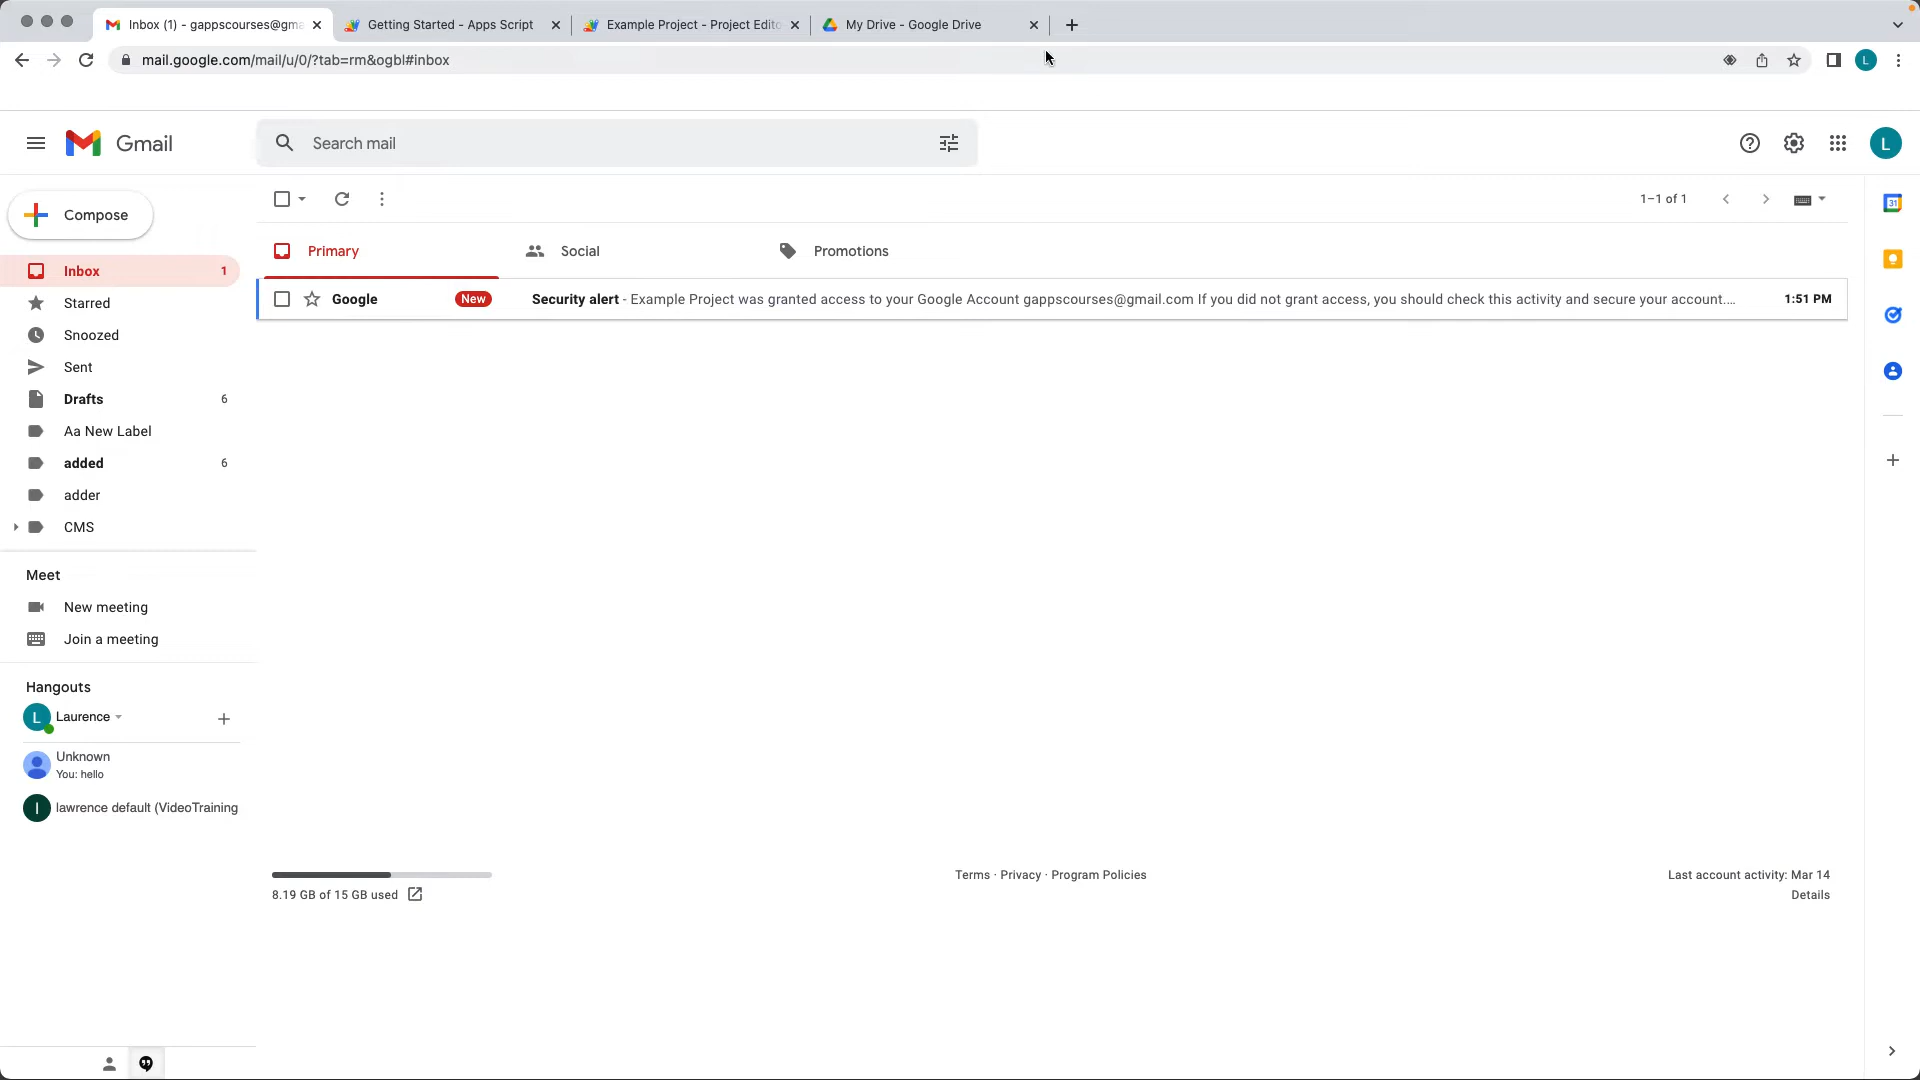 Inbox (1) - gappscourses@gma
Getting Started - Apps Script
Example Project - Project Edito
My Drive - Google Drive
mail.google.com/mail/u/0/?tab=rm&ogbl#inbox
L
Gmail
Search mail
L
Compose
1–1 of 1
31
Primary
Social
Promotions
Inbox 1
Google New Security alert - Example Project was granted access to your Google Account gappscourses@gmail.com If you did not grant access, you should check this activity and secure your account.... 1:51 PM
Starred
Snoozed
Sent
Drafts 6
Aa New Label
added 6
adder
CMS
Meet
New meeting
Join a meeting
Hangouts
L Laurence
Unknown
You: hello
l lawrence default (VideoTraining
8.19 GB of 15 GB used
Terms · Privacy · Program Policies
Last account activity: Mar 14
Details